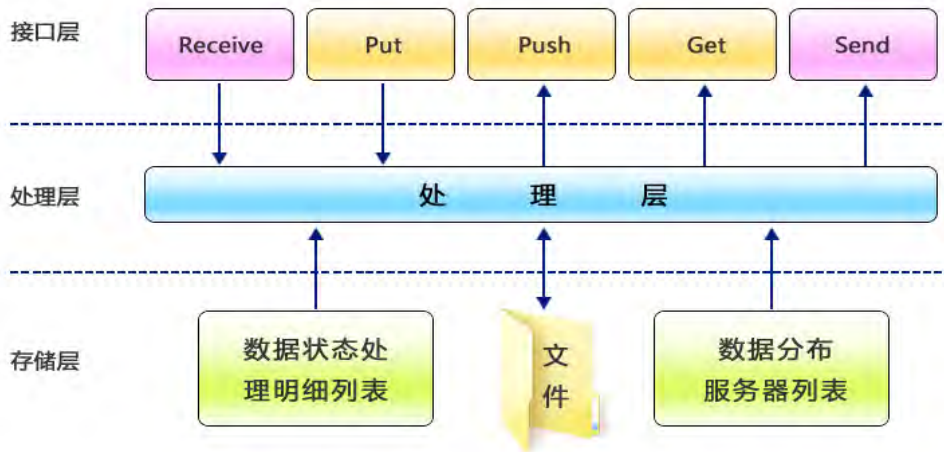 接口层
Receive
Put
Push
Get
Send
处理层
处 理 层
存储层
数据状态处
理明细列表
文
件
数据分布
服务器列表